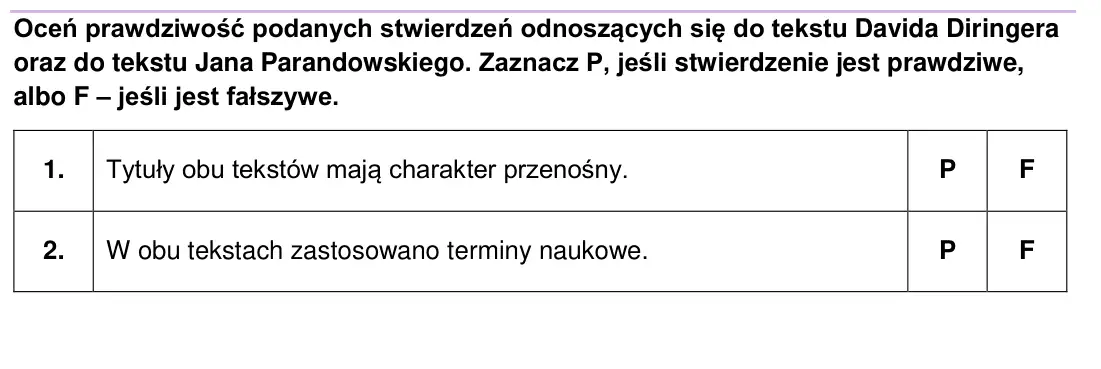 Oceń prawdziwość podanych stwierdzeń odnoszących się do tekstu Davida Diringera
oraz do tekstu Jana Parandowskiego. Zaznacz P, jeśli stwierdzenie jest prawdziwe,
albo F – jeśli jest fałszywe.
1. Tytuły obu tekstów mają charakter przenośny. P F
2. W obu tekstach zastosowano terminy naukowe. P F